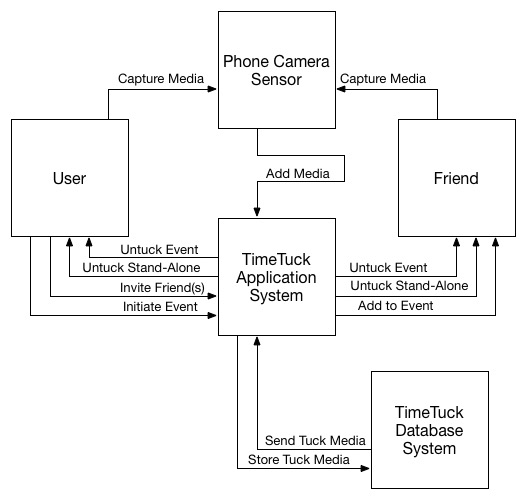 Phone Camera
Sensor
Capture Media
Capture Media
User
Friend
Add Media
TimeTuck
Application
System
Untuck Event
Untuck Stand-Alone
Invite Friend(s)
Initiate Event
Untuck Event
Untuck Stand-Alone
Add to Event
TimeTuck
Database
System
Send Tuck Media
Store Tuck Media